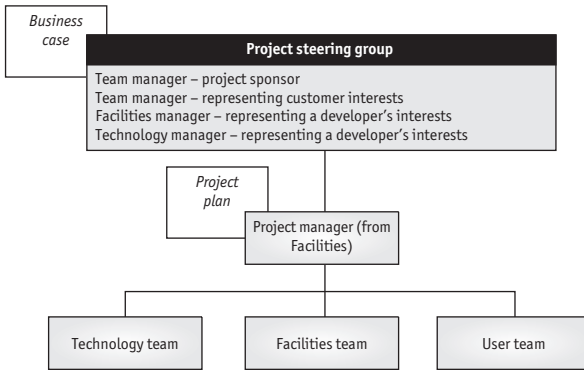 Business
case
Project steering group
Team manager – project sponsor
Team manager – representing customer interests
Facilities manager – representing a developer's interests
Technology manager – representing a developer's interests
Project
plan
Project manager (from
Facilities)
Technology team
Facilities team
User team